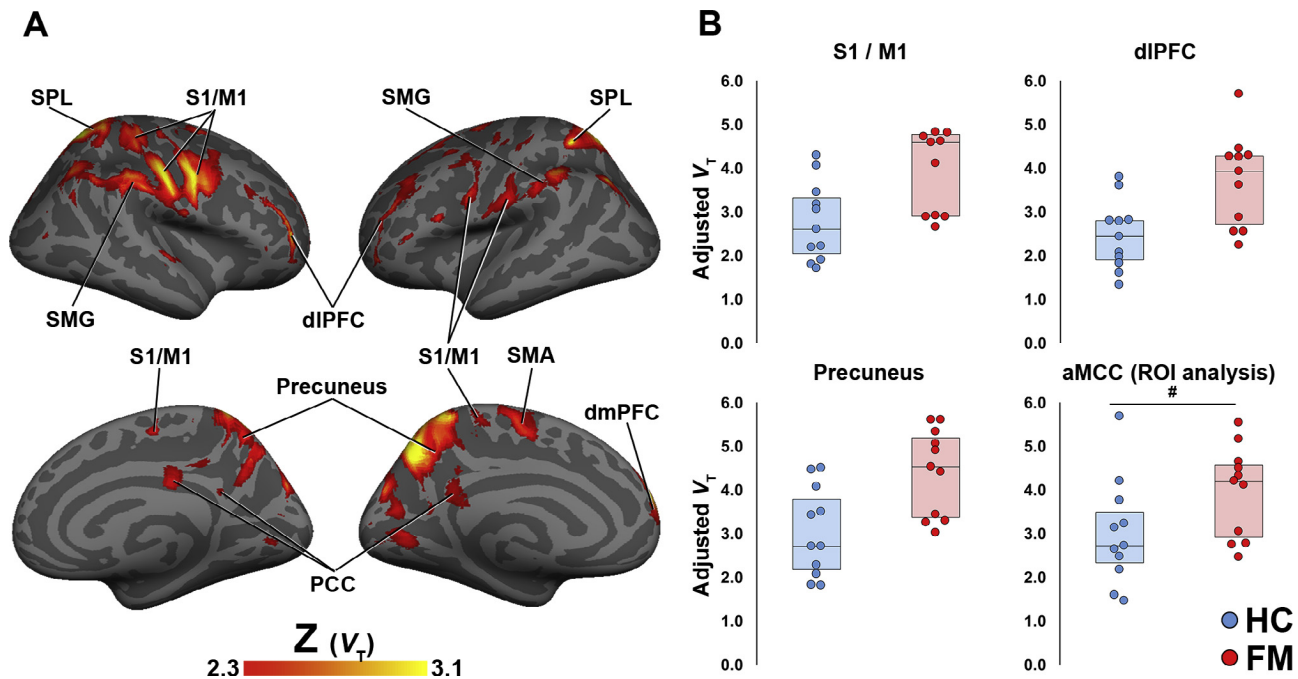 A
SPL
S1/M1
SMG
SPL
SMG
dlPFC
S1/M1
S1/M1
SMA
Precuneus
dmPFC
PCC
Z (VT)
2.3
3.1
B
S1 / M1
6.0
5.0
4.0
3.0
2.0
1.0
0.0
Adjusted VT
dlPFC
6.0
5.0
4.0
3.0
2.0
1.0
0.0
Precuneus
6.0
5.0
4.0
3.0
2.0
1.0
0.0
Adjusted VT
aMCC (ROI analysis)
#
6.0
5.0
4.0
3.0
2.0
1.0
0.0
HC
FM